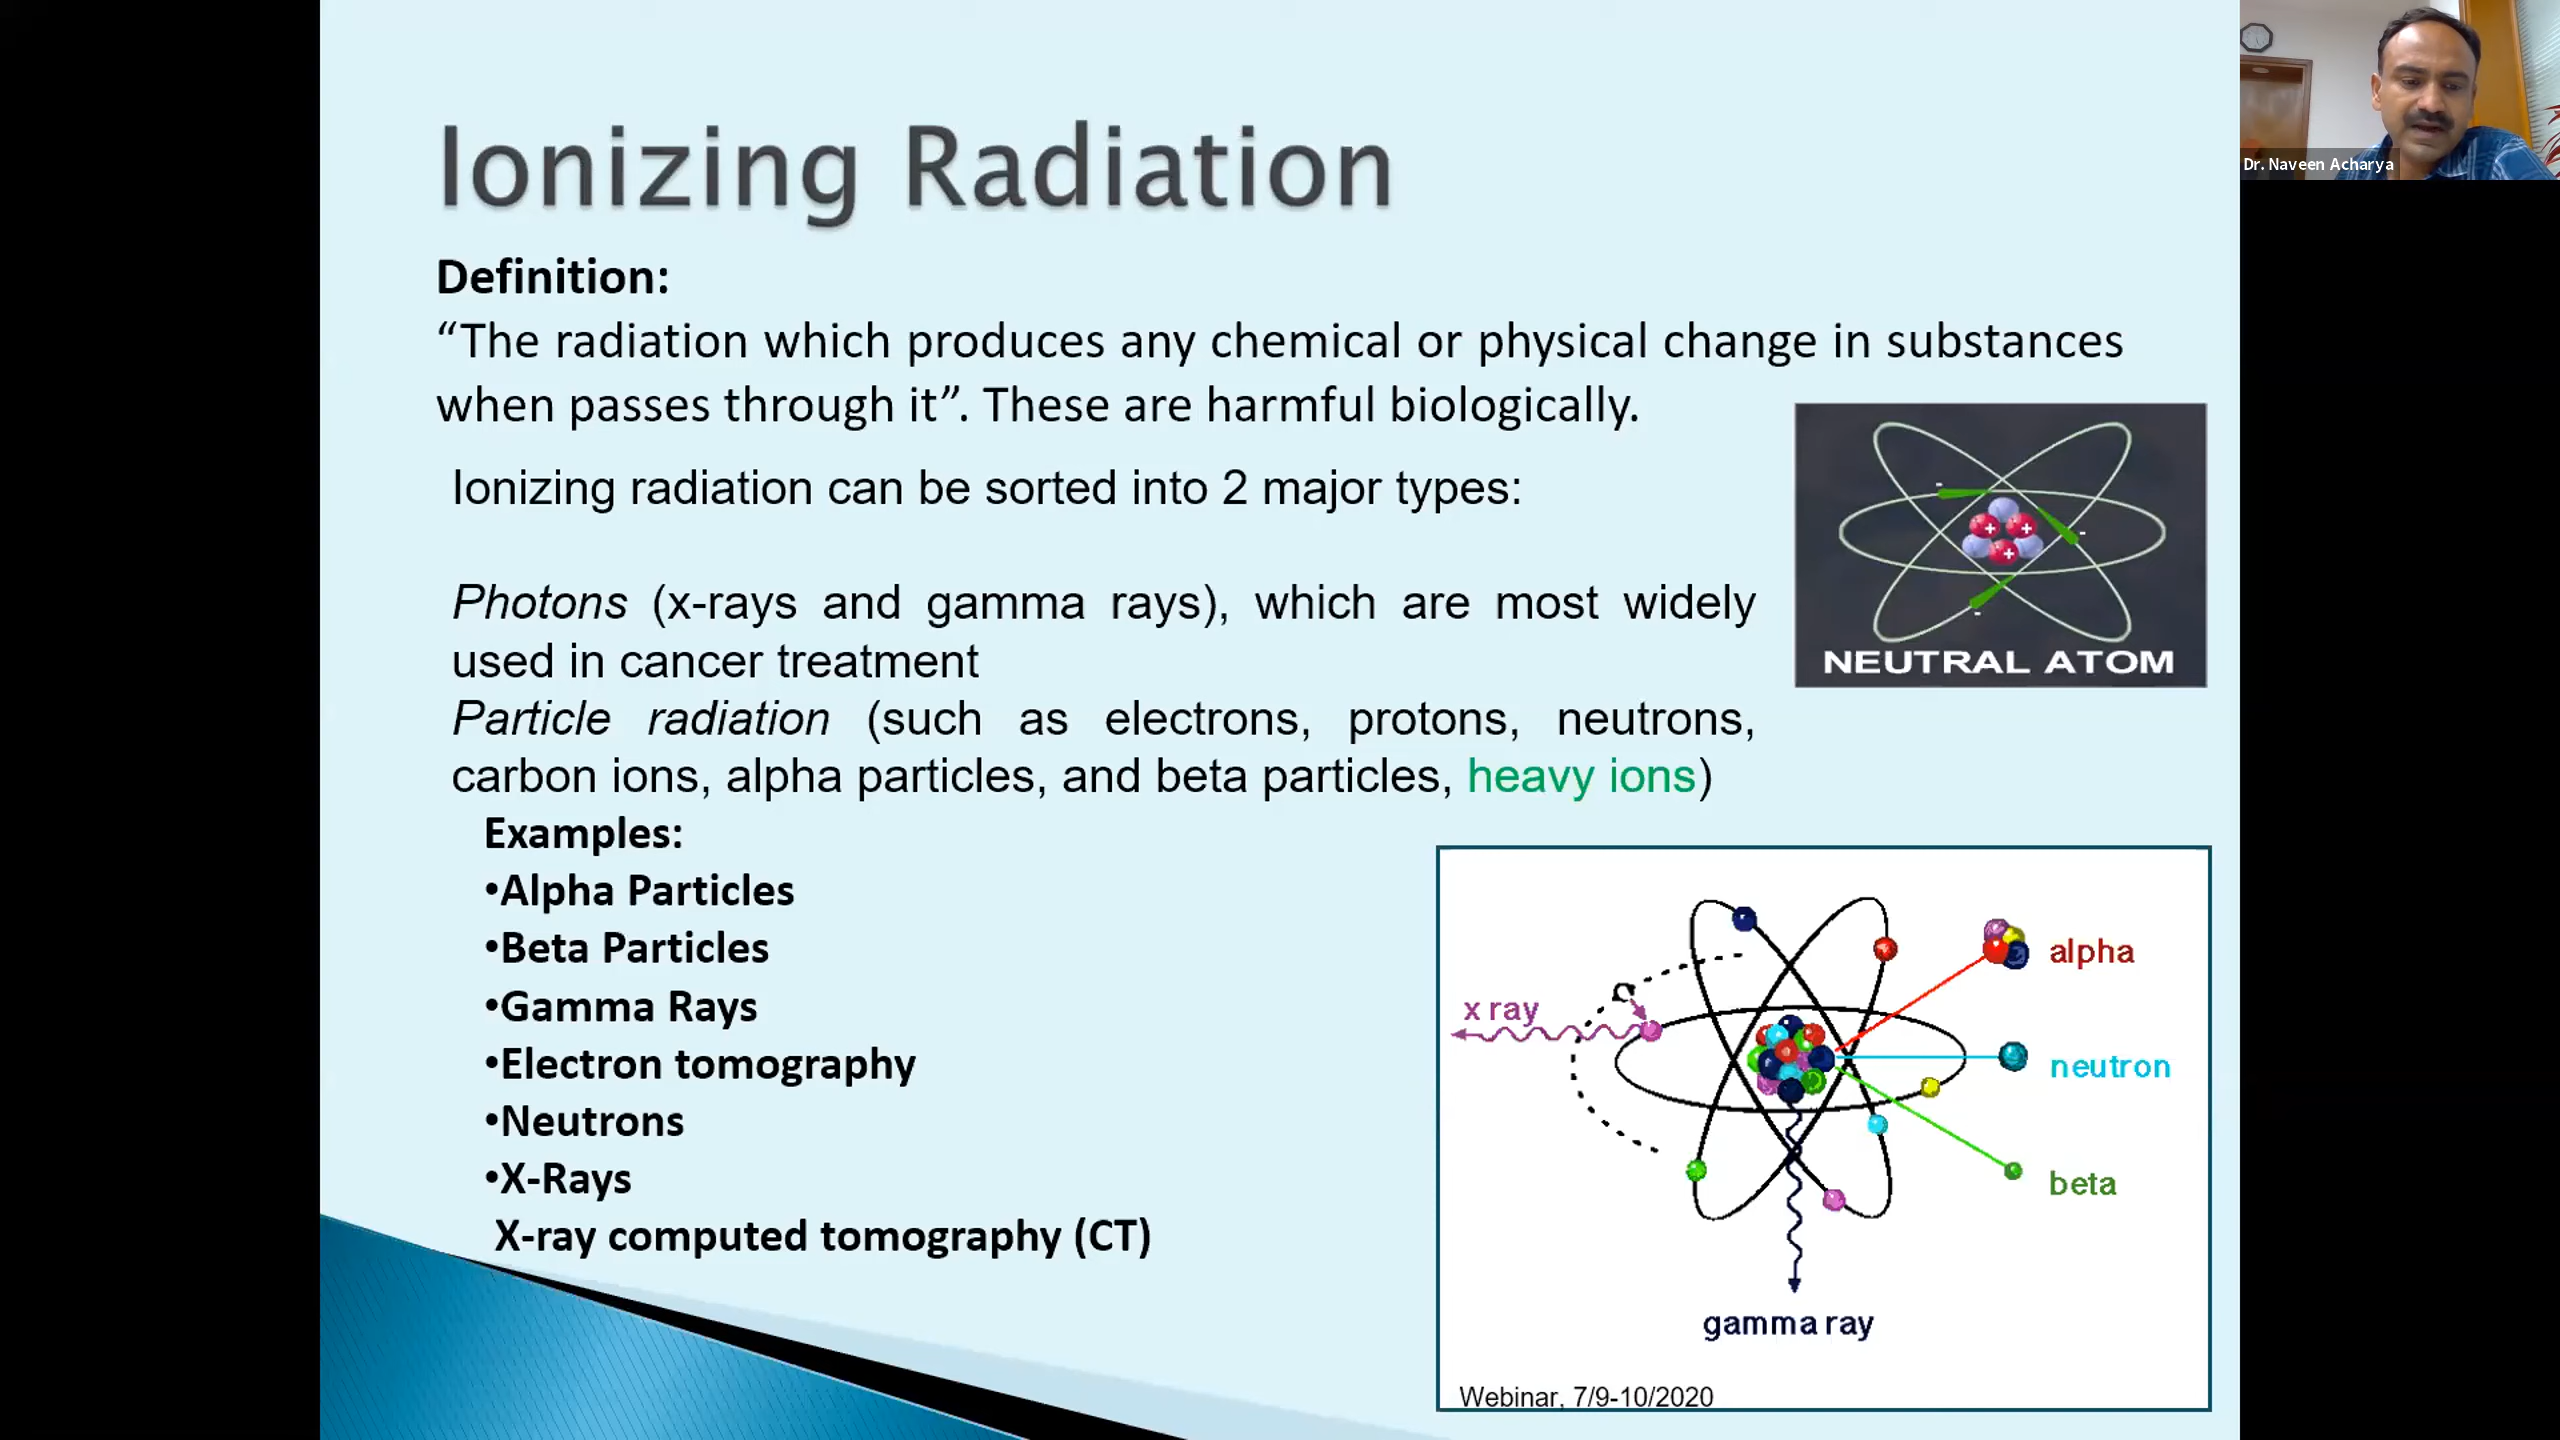 Ionizing Radiation
Dr. Naveen Acharya
Definition:
“The radiation which produces any chemical or physical change in substances
when passes through it”. These are harmful biologically.
Ionizing radiation can be sorted into 2 major types:
Photons (x-rays and gamma rays), which are most widely
used in cancer treatment
Particle radiation (such as electrons, protons, neutrons,
carbon ions, alpha particles, and beta particles, heavy ions)
NEUTRAL ATOM
Examples:
•Alpha Particles
•Beta Particles
•Gamma Rays
•Electron tomography
•Neutrons
•X-Rays
X-ray computed tomography (CT)
alpha
x ray
neutron
beta
gamma ray
Webinar, 7/9-10/2020